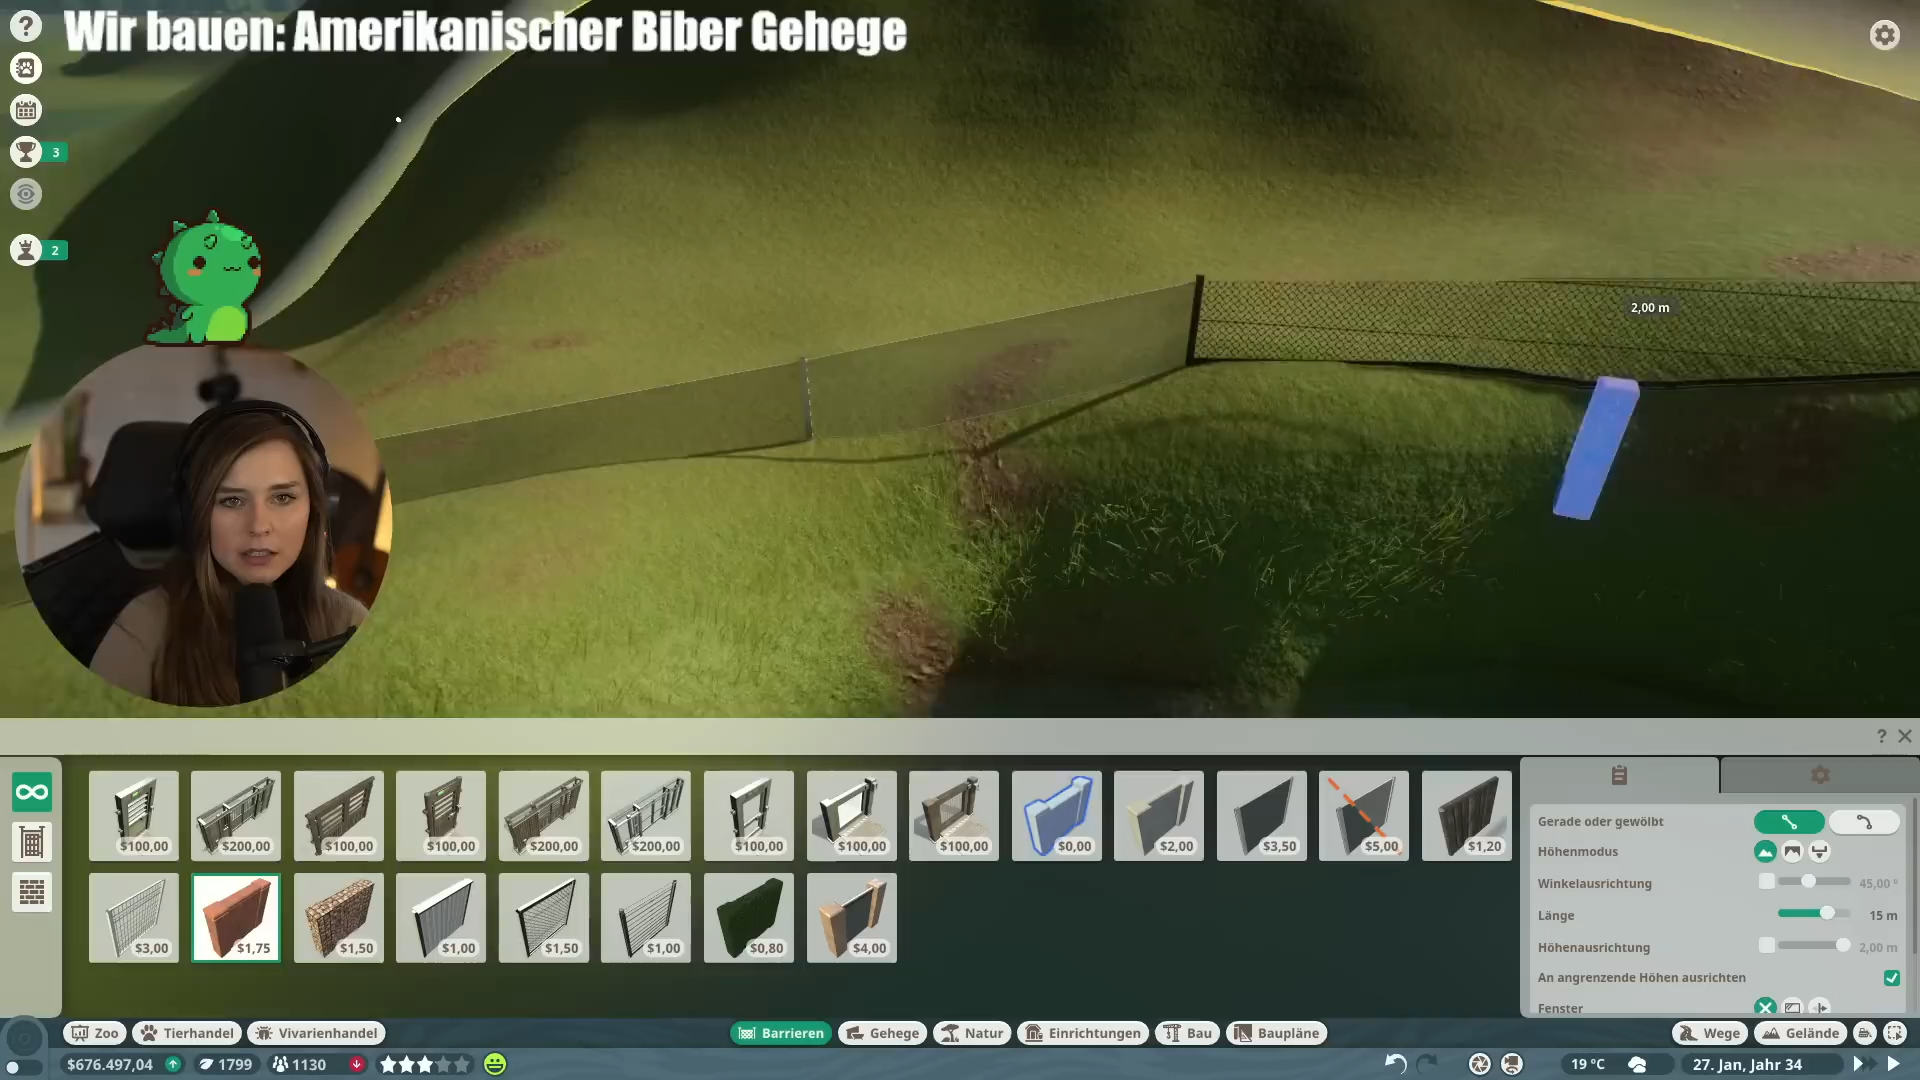 Wir bauen: Amerikanischer Biber Gehege
3
2
2,00 m
?
$100,00
$200,00
$100,00
$100,00
$200,00
$200,00
$100,00
$100,00
$100,00
$0,00
$2,00
$3,50
$5,00
$1,20
$3,00
$1,75
$1,50
$1,00
$1,50
$1,00
$0,80
$4,00
Gerade oder gewölbt
Höhenmodus
Winkelausrichtung 45,00 °
Länge 15 m
Höhenausrichtung 2,00 m
An angrenzende Höhen ausrichten
Fenster
Zoo
Tierhandel
Vivarienhandel
Barrieren
Gehege
Natur
Einrichtungen
Bau
Baupläne
Wege
Gelände
$676.497,04
1799
1130
19 °C
27. Jan, Jahr 34